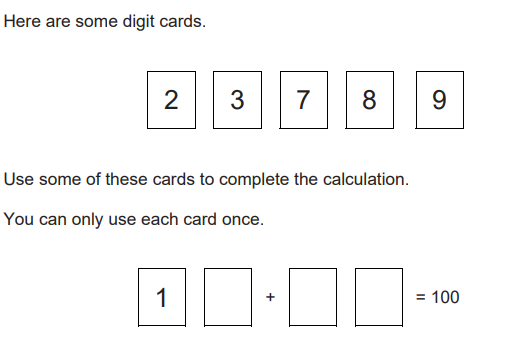 Here are some digit cards.
2 3 7 8 9
Use some of these cards to complete the calculation.
You can only use each card once.
1 + = 100